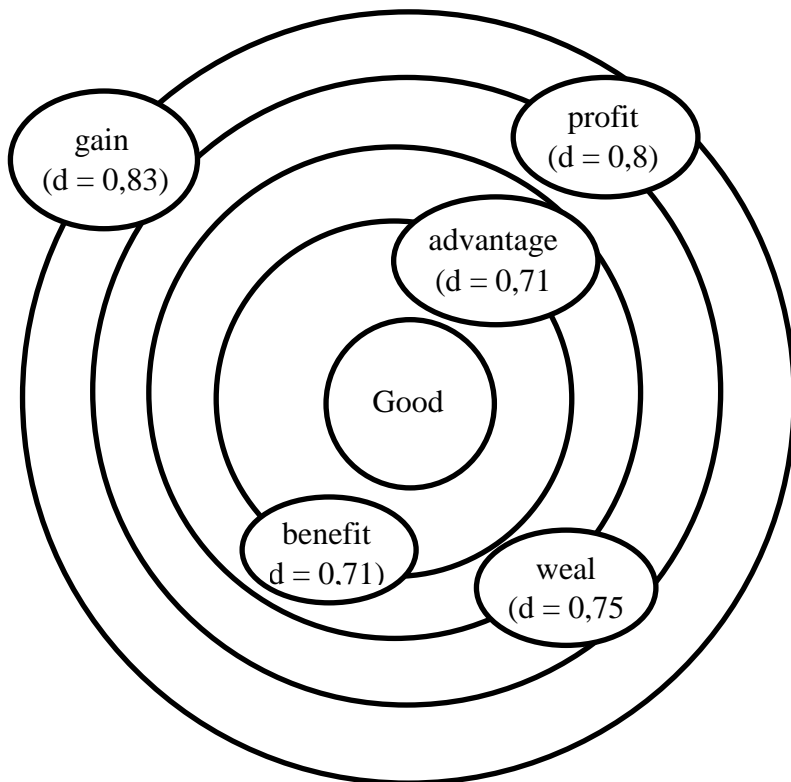 gain
(d = 0,83)
profit
(d = 0,8)
advantage
(d = 0,71
Good
benefit
d = 0,71)
weal
(d = 0,75